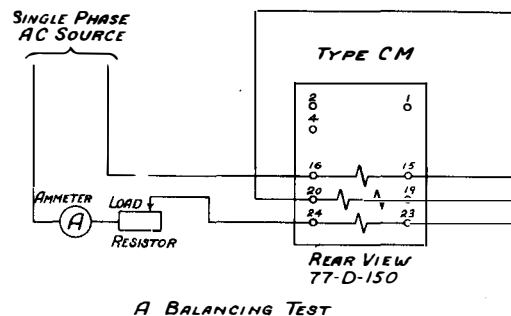 SINGLE PHASE
AC SOURCE
TYPE CM
2
1
4
16
15
AMMETER
LOAD
20
19
A
24
23
RESISTOR
REAR VIEW
77-D-150
A BALANCING TEST